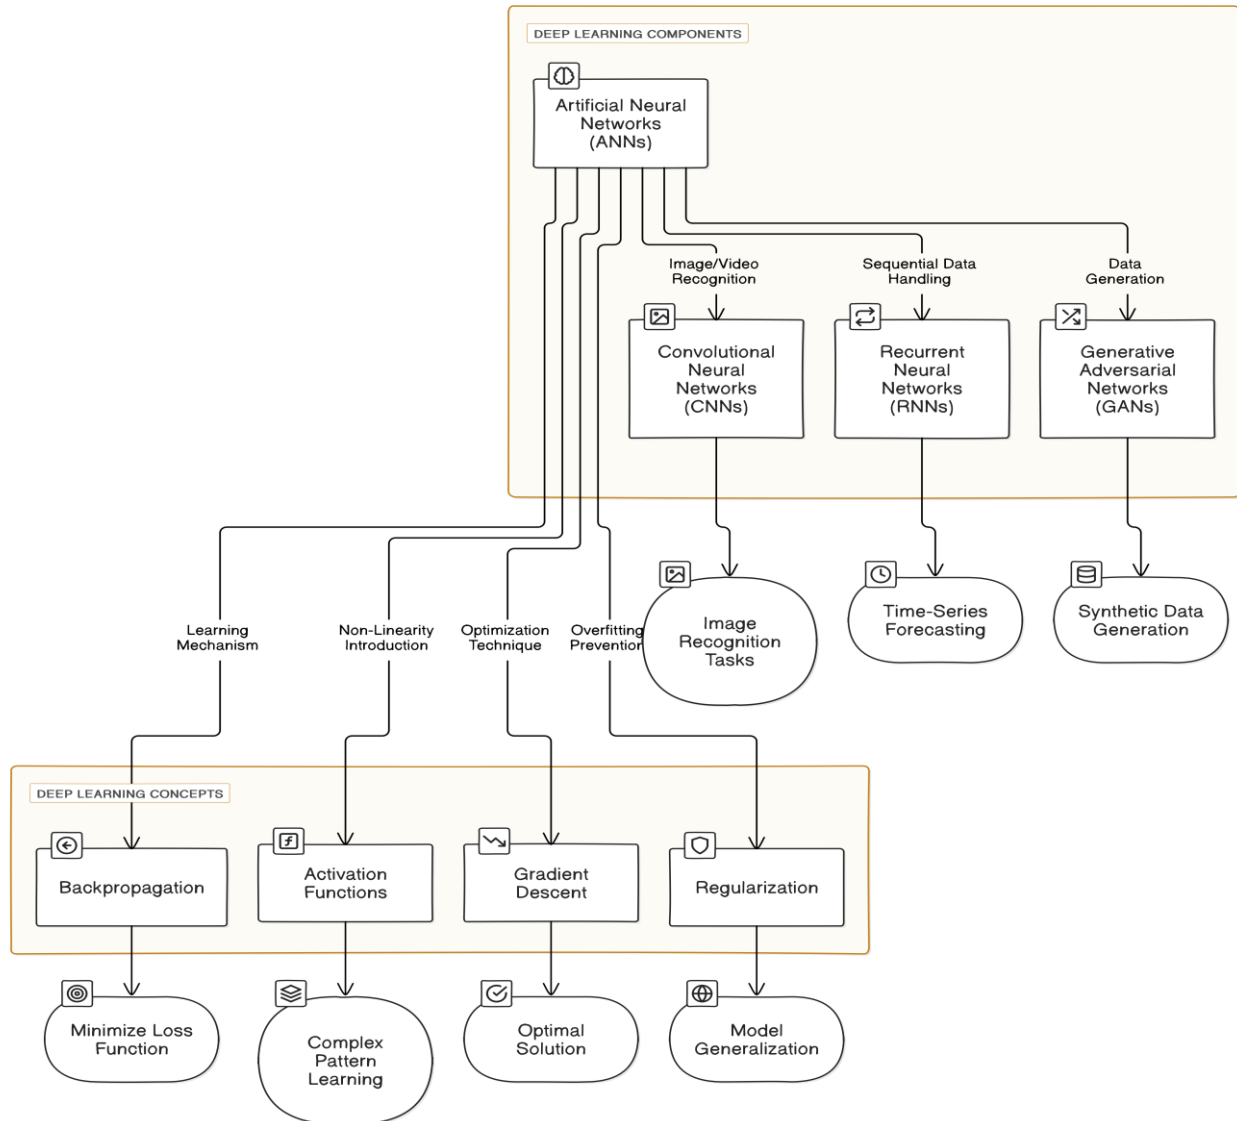 DEEP LEARNING COMPONENTS
Artificial Neural
Networks
(ANNs)
Image/Video
Recognition
Sequential Data
Handling
Data
Generation
Convolutional
Neural
Networks
(CNNs)
Recurrent
Neural
Networks
(RNNs)
Generative
Adversarial
Networks
(GANs)
Image
Recognition
Tasks
Time-Series
Forecasting
Synthetic Data
Generation
Learning
Mechanism
Non-Linearity
Introduction
Optimization
Technique
Overfitting
Prevention
DEEP LEARNING CONCEPTS
Backpropagation
Activation
Functions
Gradient
Descent
Regularization
Minimize Loss
Function
Complex
Pattern
Learning
Optimal
Solution
Model
Generalization